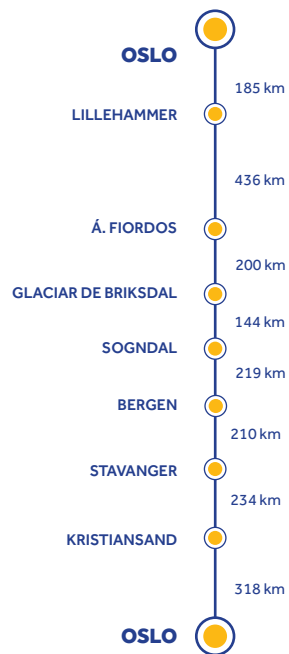 OSLO
185 km
LILLEHAMMER
436 km
Á. FIORDOS
200 km
GLACIAR DE BRIKSDAL
144 km
SOGNDAL
219 km
BERGEN
210 km
STAVANGER
234 km
KRISTIANSAND
318 km
OSLO